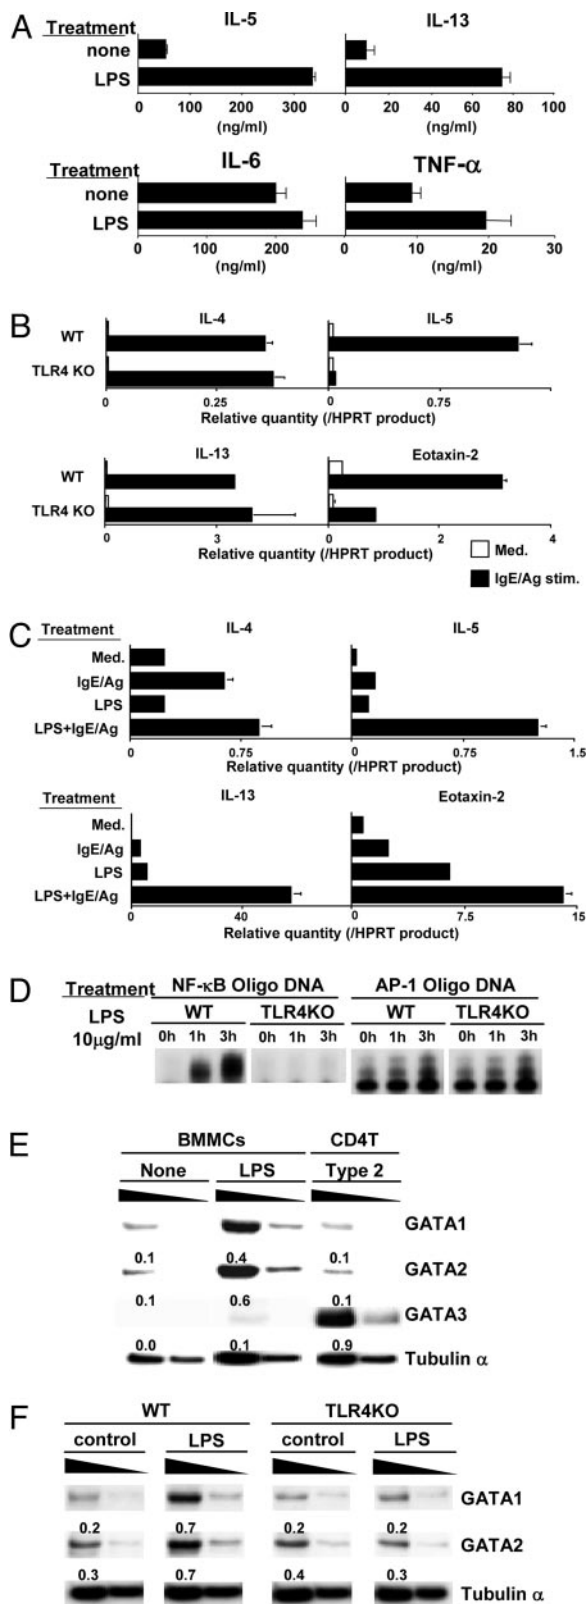 A
Treatment IL-5 IL-13
none
LPS
0 100 200 300 0 20 40 60 80 100
(ng/ml) (ng/ml)
Treatment IL-6 TNF-α
none
LPS
0 100 200 0 10 20 30
(ng/ml) (ng/ml)
B
IL-4 IL-5
WT
TLR4 KO
0 0.25 0.5 0 0.75
Relative quantity (/HPRT product)
IL-13 Eotaxin-2
WT
TLR4 KO
0 3 0 2 4
Relative quantity (/HPRT product)
Med.
IgE/Ag stim.
C
Treatment IL-4 IL-5
Med.
IgE/Ag
LPS
LPS+IgE/Ag
0 0.75 0 0.75 1.5
Relative quantity (/HPRT product)
Treatment IL-13 Eotaxin-2
Med.
IgE/Ag
LPS
LPS+IgE/Ag
0 40 0 7.5 15
Relative quantity (/HPRT product)
D
Treatment NF-κB Oligo DNA AP-1 Oligo DNA
LPS WT TLR4KO WT TLR4KO
10μg/ml 0h 1h 3h 0h 1h 3h 0h 1h 3h 0h 1h 3h
E
BMMCs CD4T
None LPS Type 2
GATA1
0.1 0.4 0.1
GATA2
0.1 0.6 0.1
GATA3
0.0 0.1 0.9
Tubulin α
F
WT TLR4KO
control LPS control LPS
GATA1
0.2 0.7 0.2 0.2
GATA2
0.3 0.7 0.4 0.3
Tubulin α